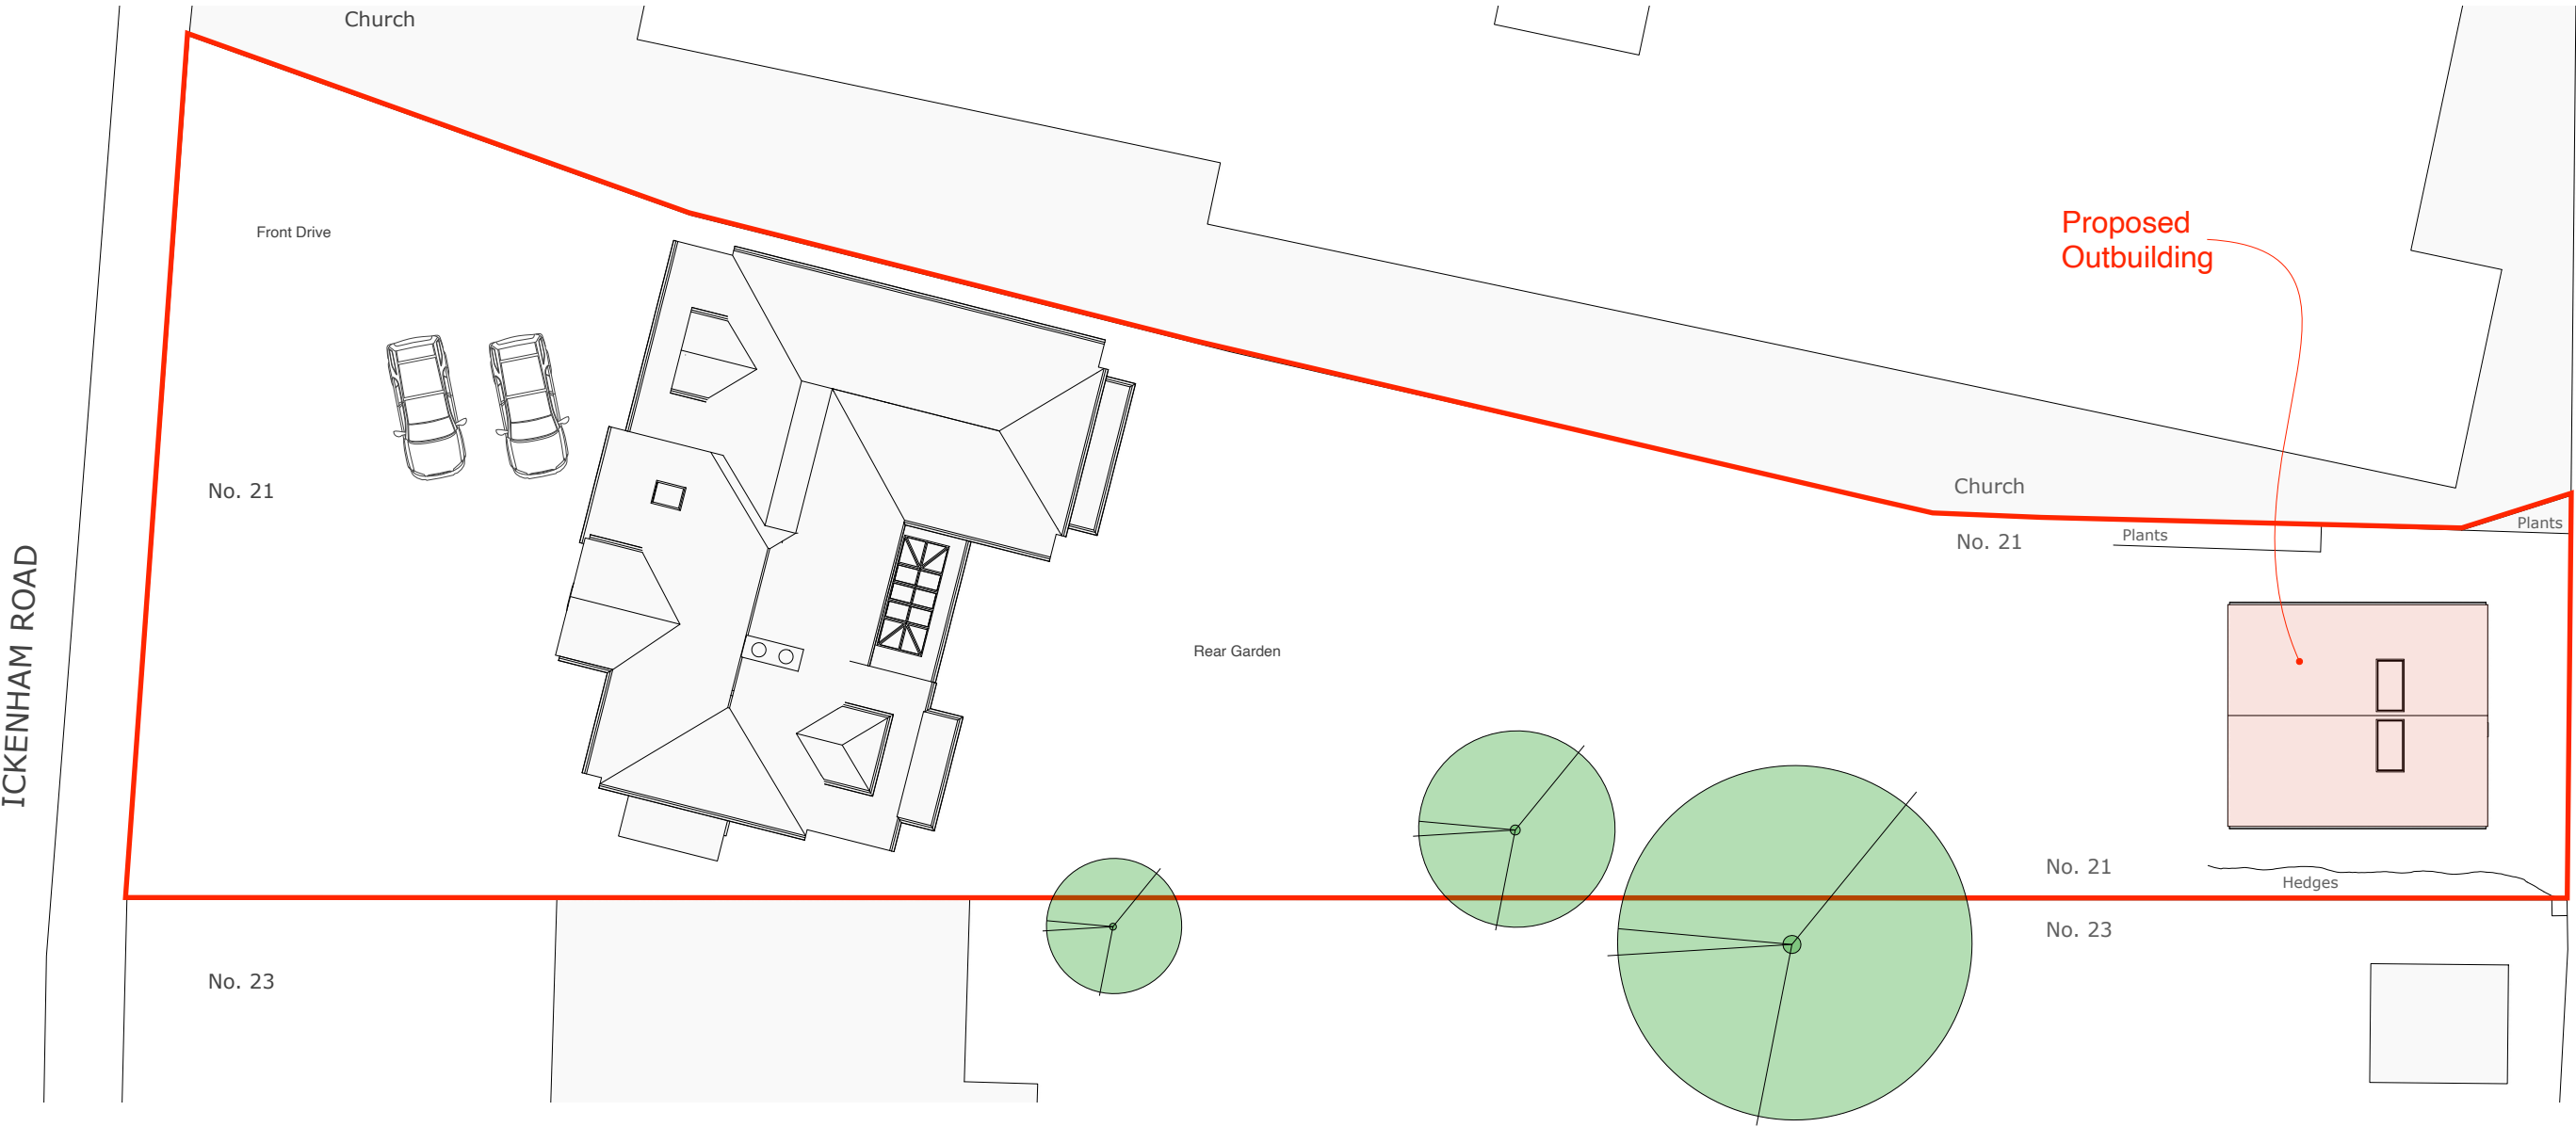 Church
Proposed
Outbuilding
Front Drive
No. 21
Church
Plants
Plants
No. 21
ICKENHAM ROAD
Rear Garden
No. 21
Hedges
No. 23
No. 23